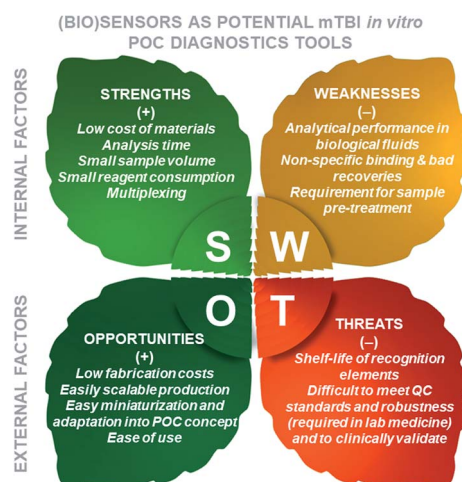 (BIO)SENSORS AS POTENTIAL mTBI in vitro
POC DIAGNOSTICS TOOLS
INTERNAL FACTORS
STRENGTHS
(+)
Low cost of materials
Analysis time
Small sample volume
Small reagent consumption
Multiplexing
WEAKNESSES
(–)
Analytical performance in
biological fluids
Non-specific binding & bad
recoveries
Requirement for sample
pre-treatment
S
W
O
T
EXTERNAL FACTORS
OPPORTUNITIES
(+)
Low fabrication costs
Easily scalable production
Easy miniaturization and
adaptation into POC concept
Ease of use
THREATS
(–)
Shelf-life of recognition
elements
Difficult to meet QC
standards and robustness
(required in lab medicine)
and to clinically validate